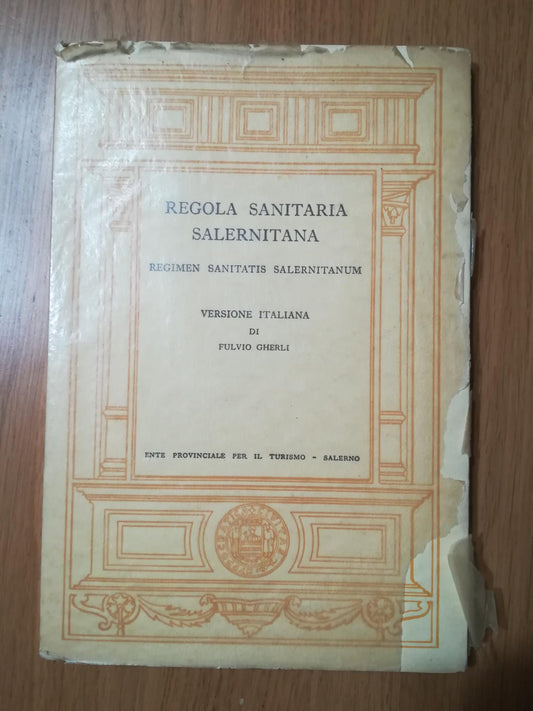 REGOLA SANITARIA
SALERNITANA
REGIMEN SANITATIS SALERNITANUM
VERSIONE ITALIANA
DI
FULVIO GHERLI
ENTE PROVINCIALE PER IL TURISMO - SALERNO